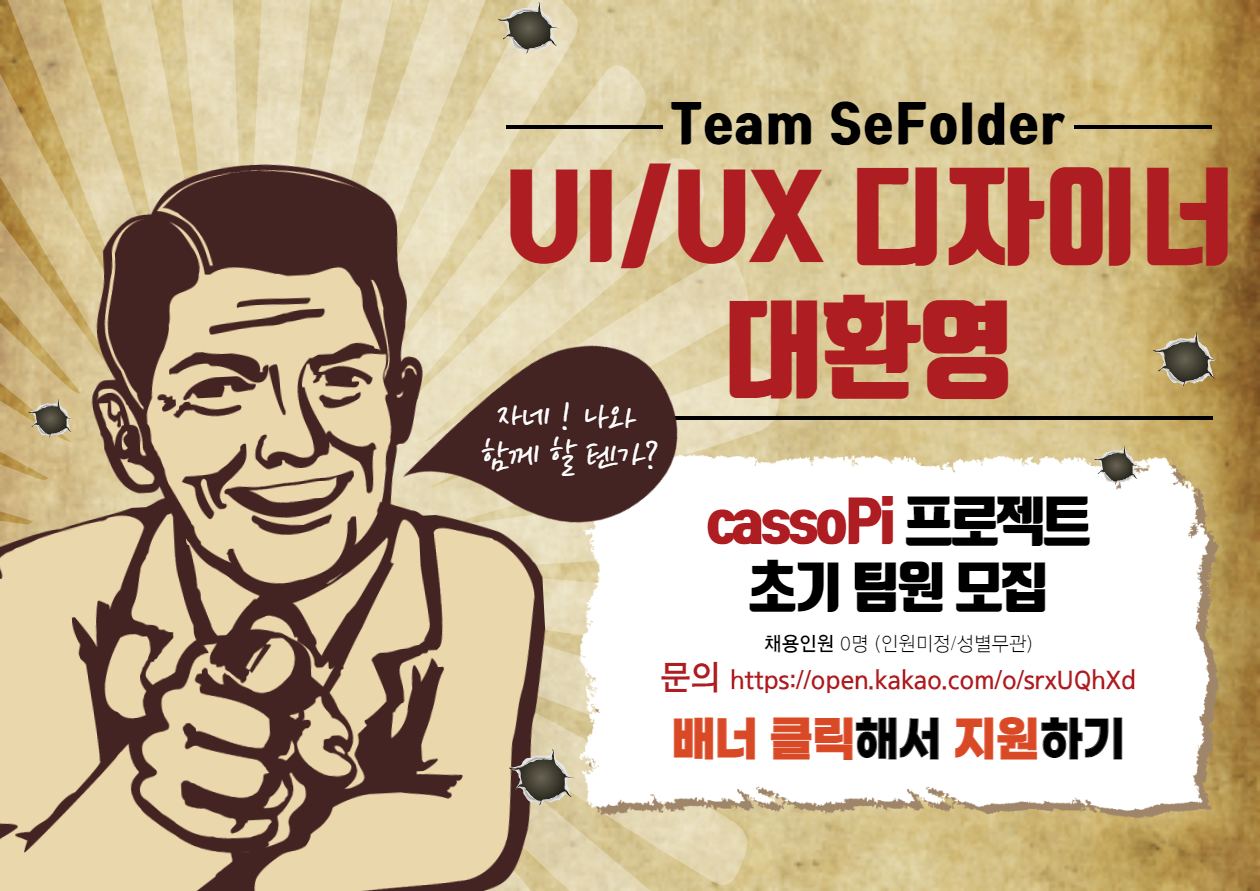 Team SeFolder
UI/UX 디자이너
대환영
자네! 나와
함께 할 텐가?
cassoPi 프로젝트
초기 팀원 모집
채용인원 0명 (인원미정/성별무관)
문의 https://open.kakao.com/o/srxUQhXd
배너 클릭해서 지원하기